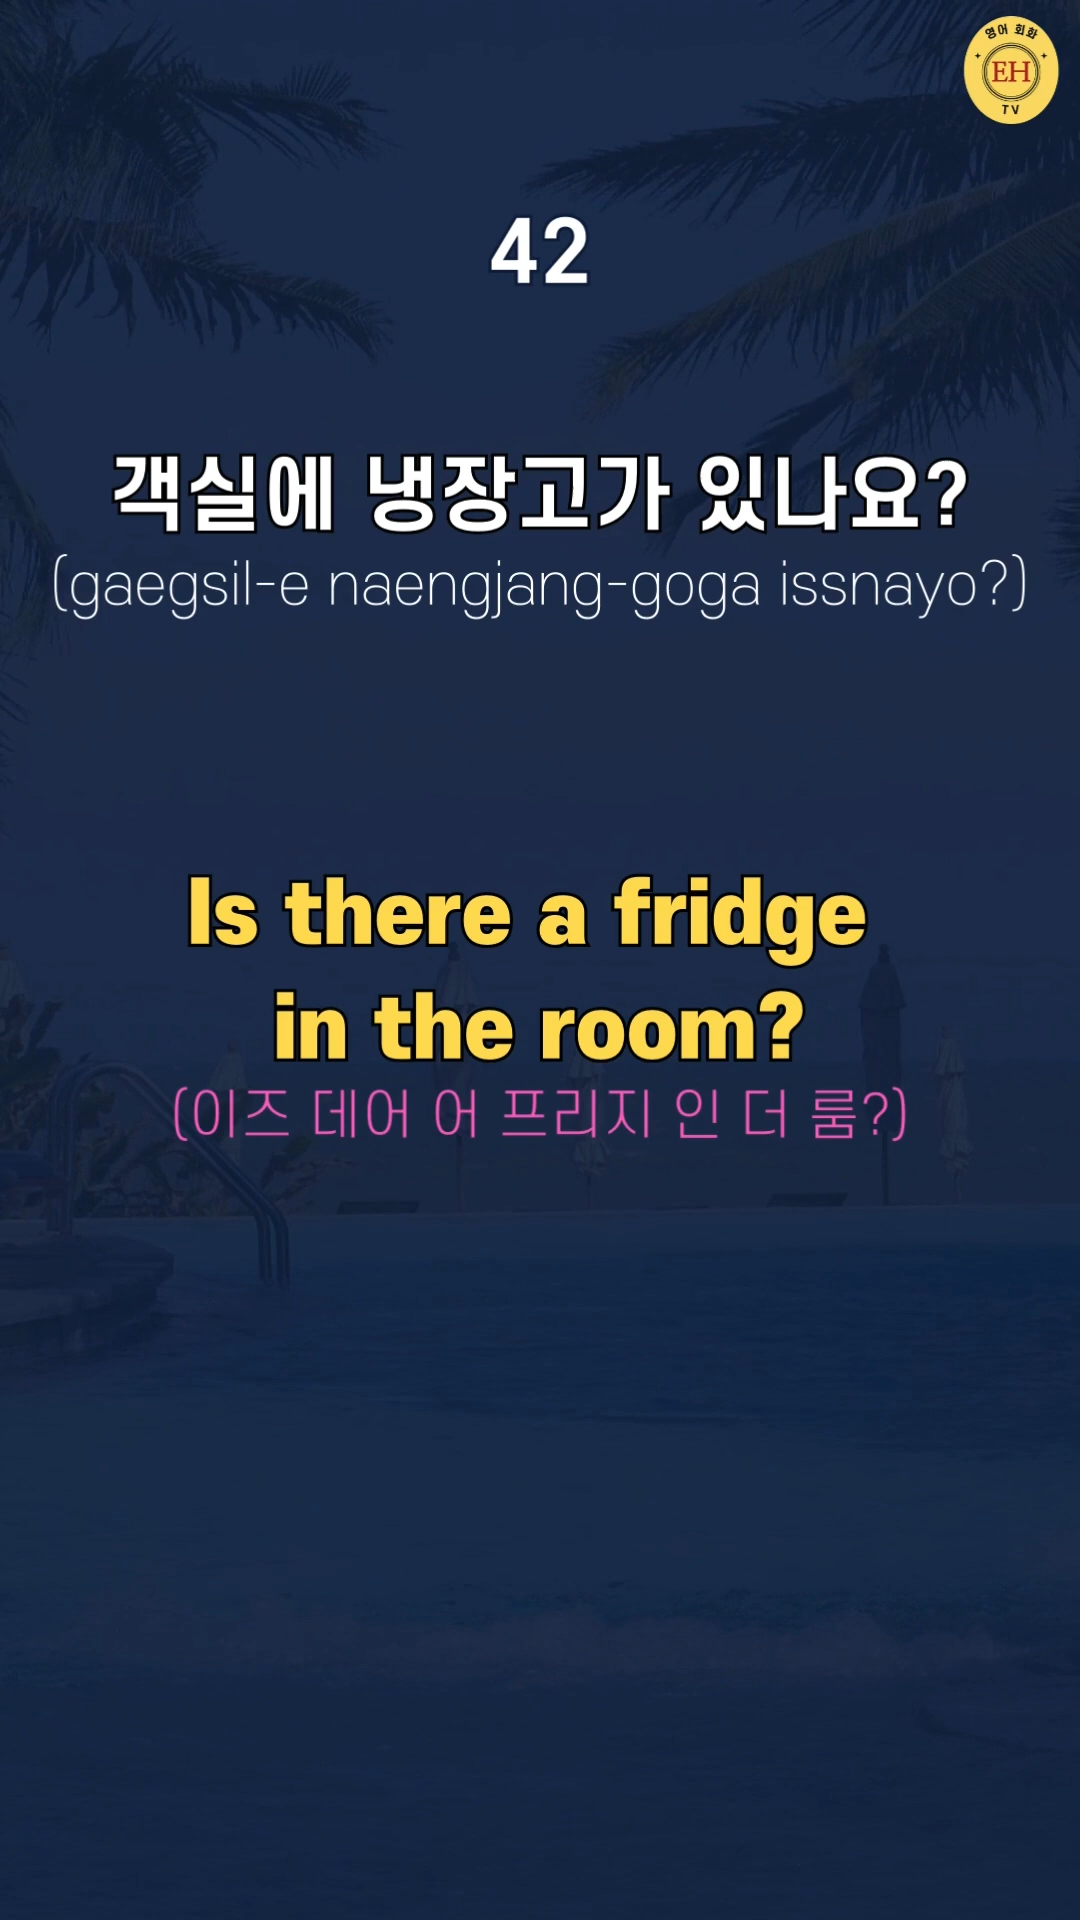 영어 회화
EH
TV
42
객실에 냉장고가 있나요?
(gaegsil-e naengjang-goga issnayo?)
Is there a fridge
in the room?
(이즈 데어 어 프리지 인 더 룸?)